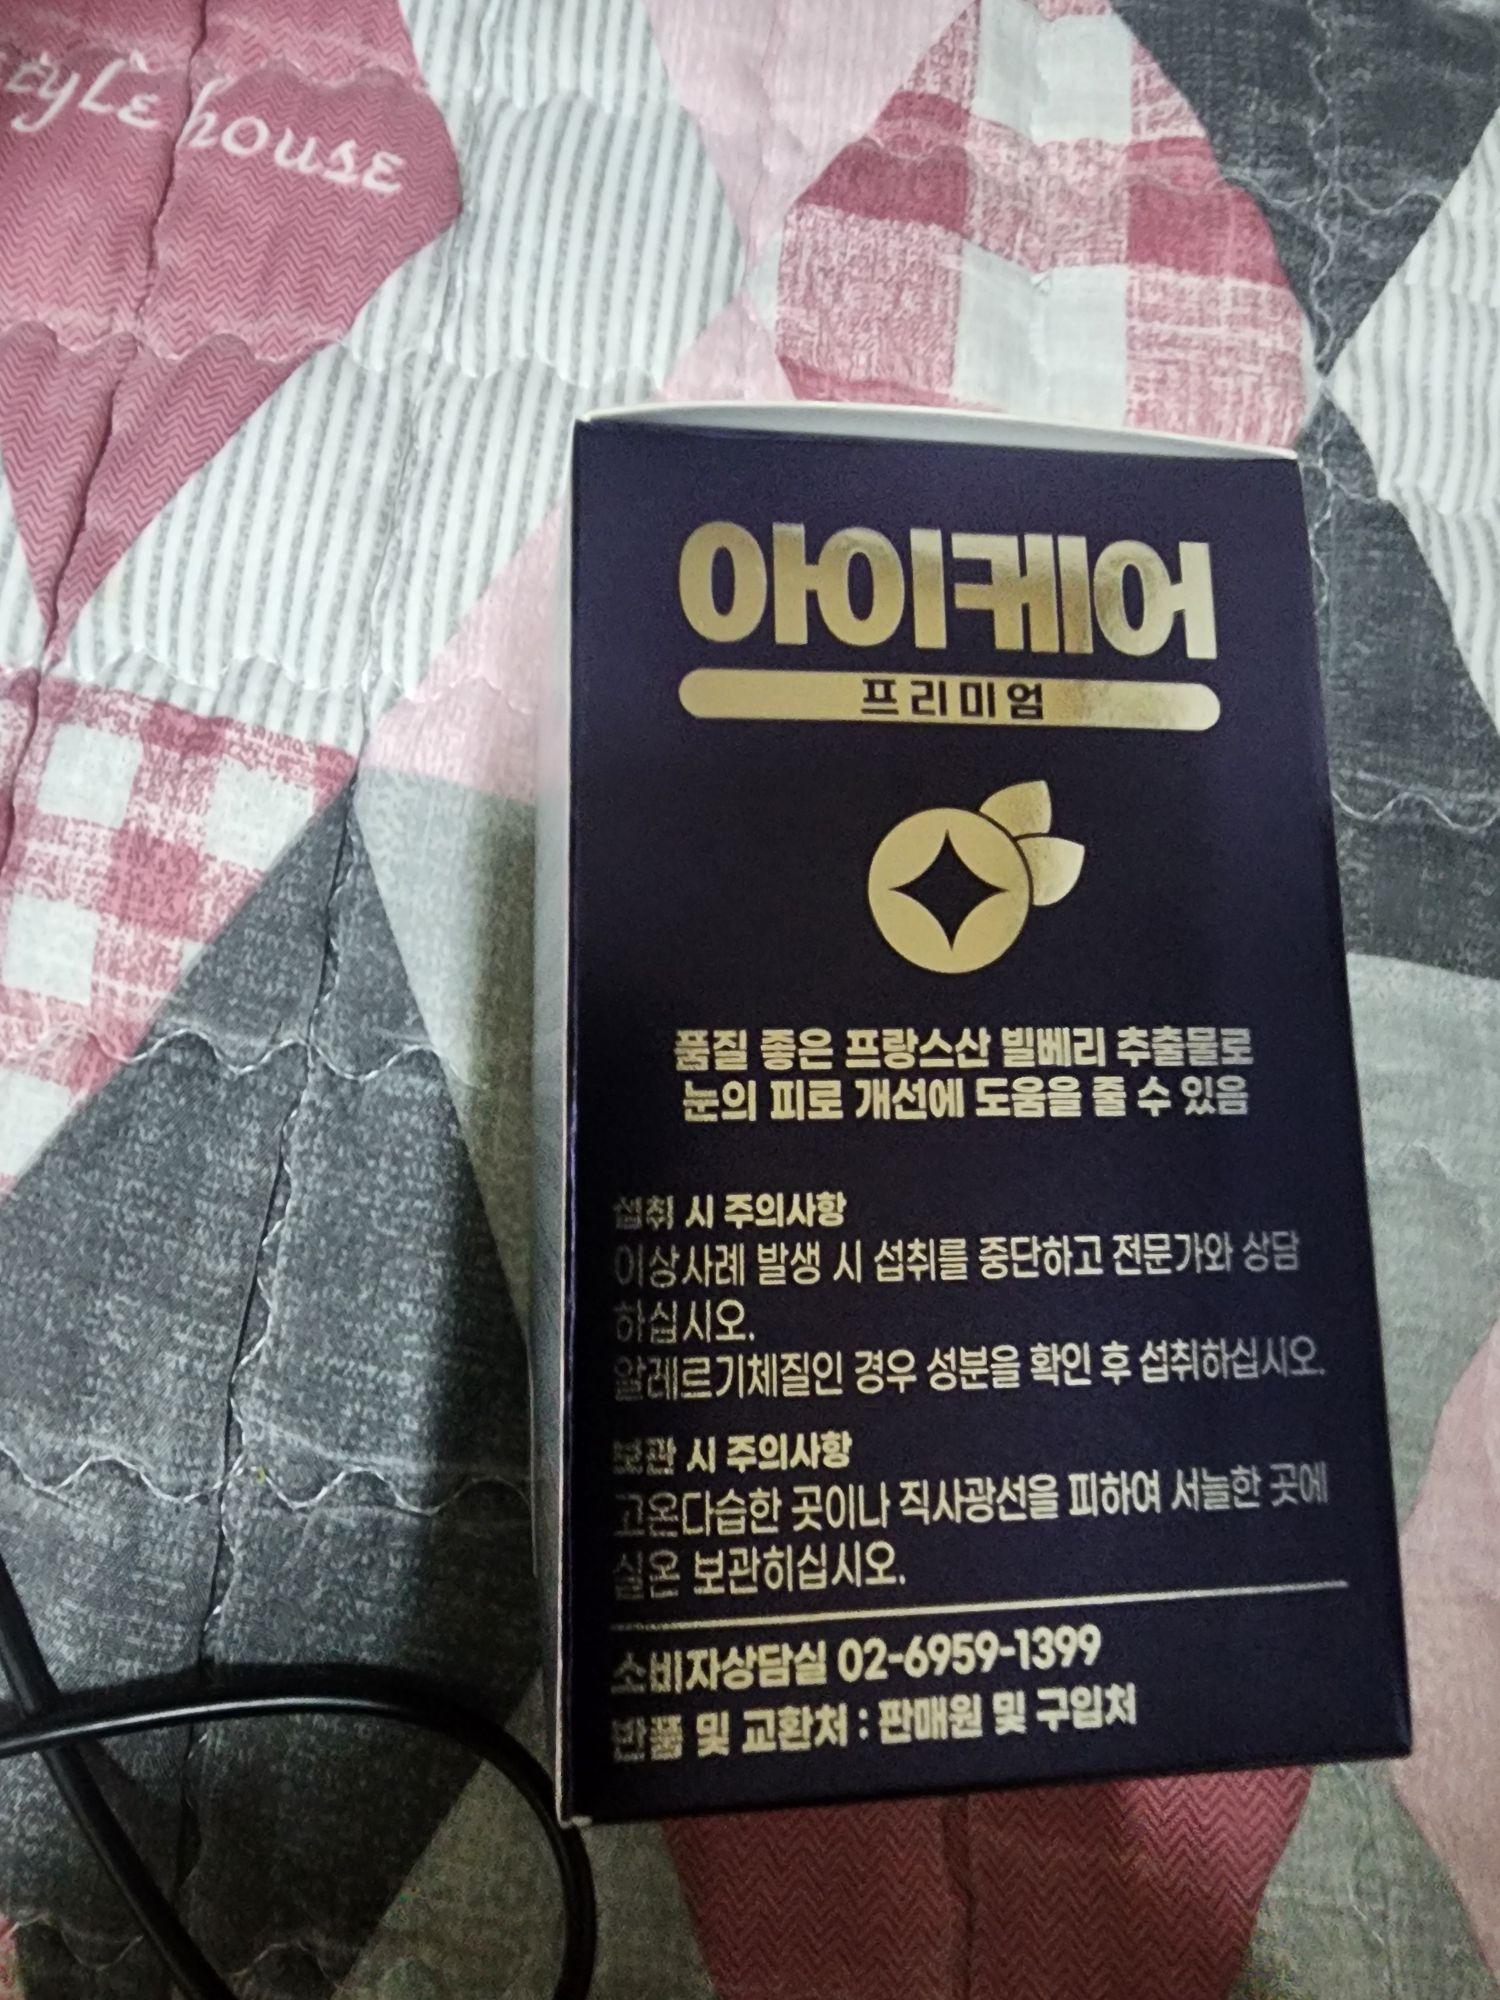 style house
아이케어
프리미엄
품질 좋은 프랑스산 빌베리 추출물로
눈의 피로 개선에 도움을 줄 수 있음
섭취 시 주의사항
이상사례 발생 시 섭취를 중단하고 전문가와 상담
하십시오.
알레르기체질인 경우 성분을 확인 후 섭취하십시오.
보관 시 주의사항
고온다습한 곳이나 직사광선을 피하여 서늘한 곳에
실온 보관히십시오.
소비자상담실 02-6959-1399
반품 및 교환처 : 판매원 및 구입처